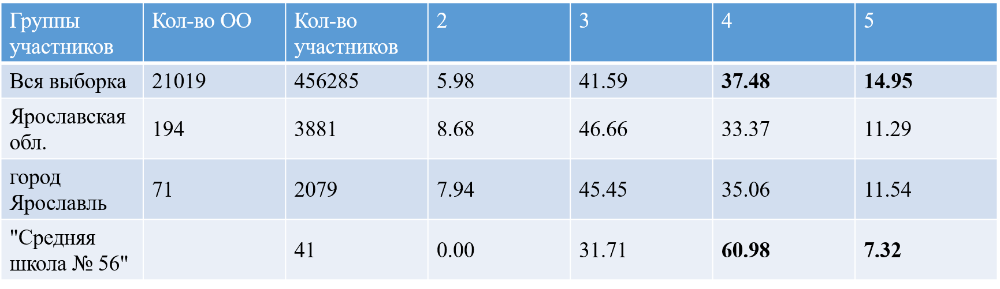 Группы участников Кол-во ОО Кол-во участников 2 3 4 5
Вся выборка 21019 456285 5.98 41.59 37.48 14.95
Ярославская обл. 194 3881 8.68 46.66 33.37 11.29
город Ярославль 71 2079 7.94 45.45 35.06 11.54
"Средняя школа № 56" 41 0.00 31.71 60.98 7.32